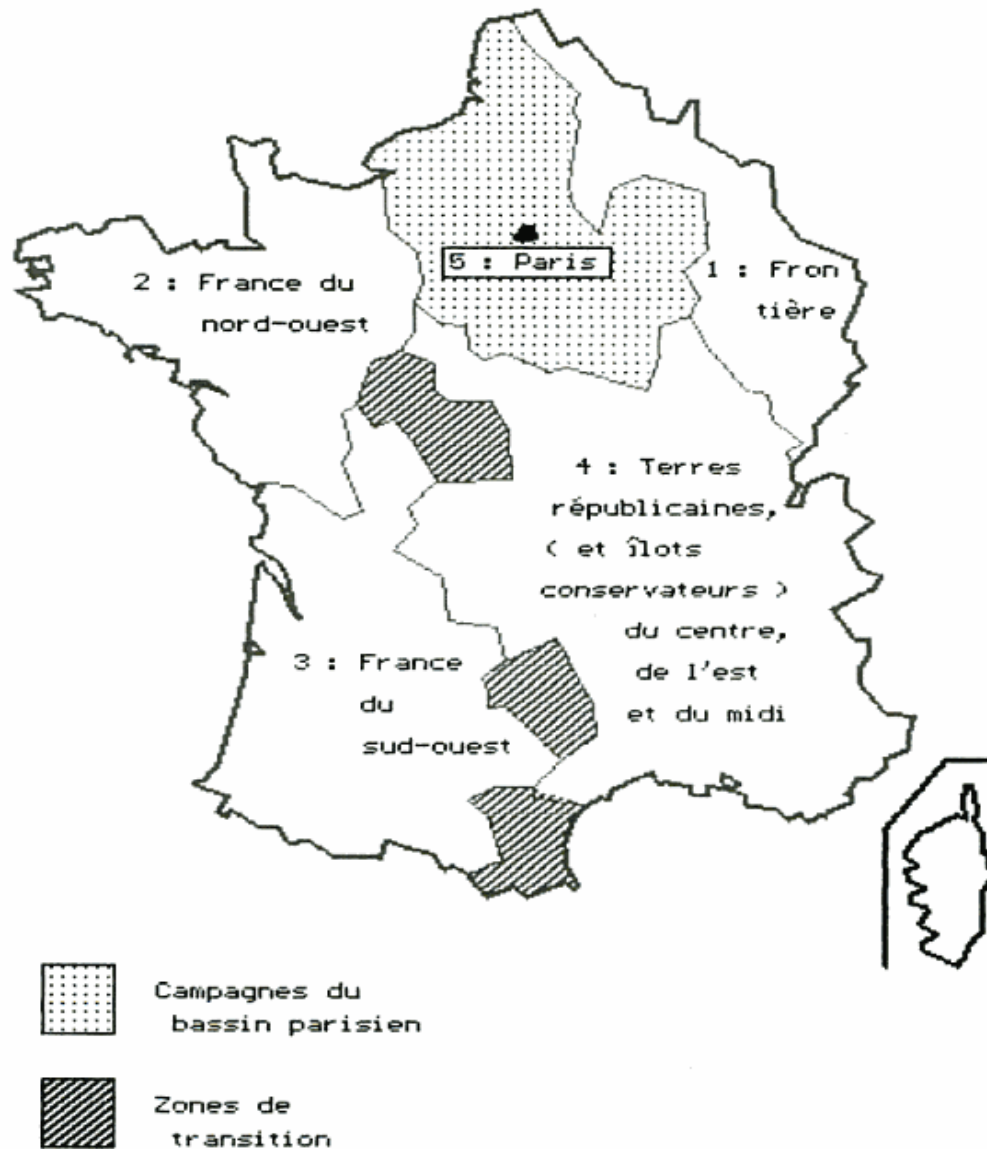 5 : Paris
2 : France du
nord-ouest
1 : Fron
tière
4 : Terres
républicaines,
( et îlots
conservateurs )
du centre,
de l'est
et du midi
3 : France
du
sud-ouest
Campagnes du
bassin parisien
Zones de
transition